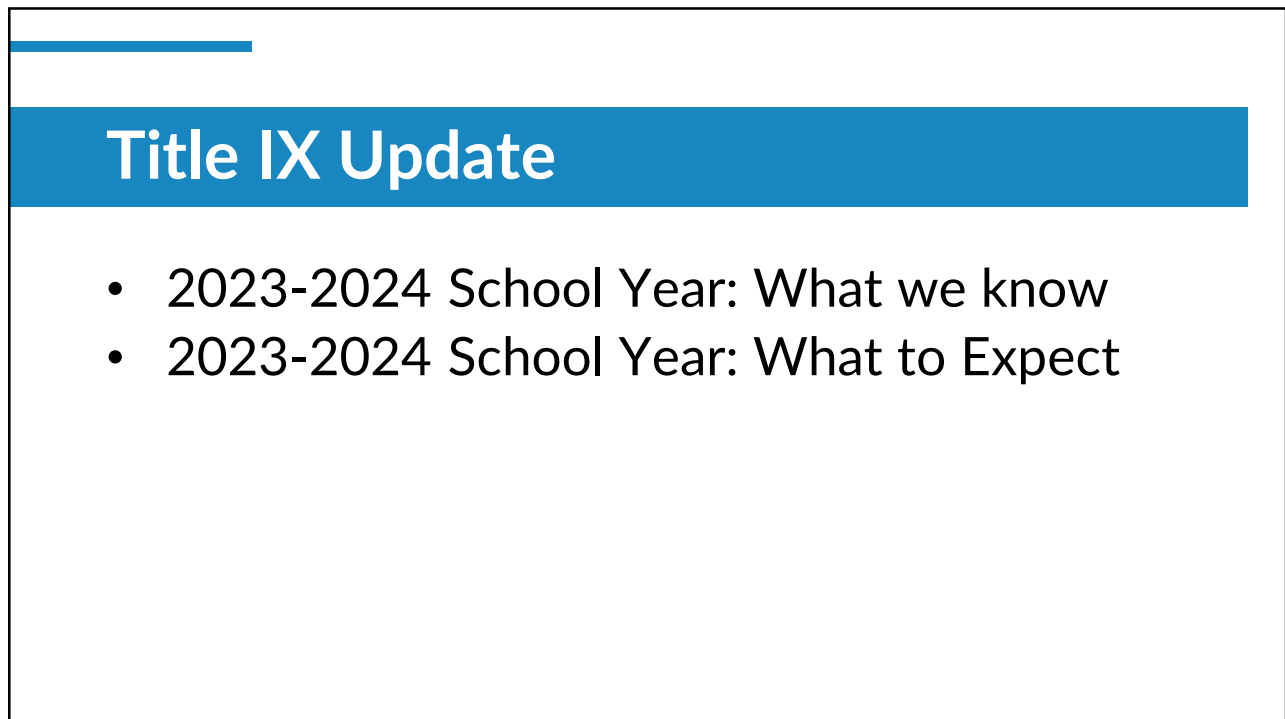 Title IX Update
• 2023-2024 School Year: What we know
• 2023-2024 School Year: What to Expect